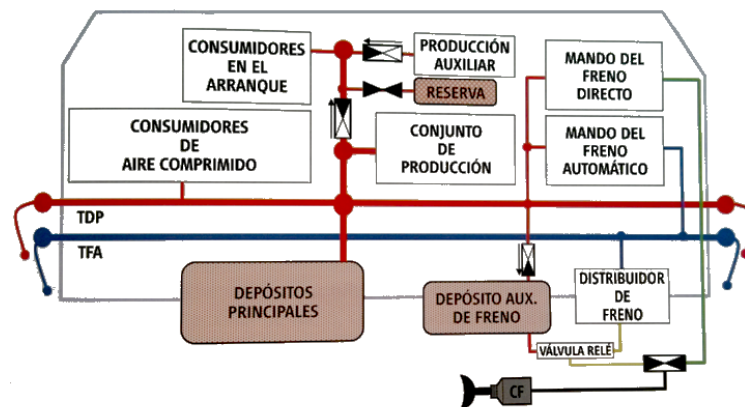 CONSUMIDORES
EN EL
ARRANQUE
PRODUCCIÓN
AUXILIAR
RESERVA
MANDO DEL
FRENO
DIRECTO
CONSUMIDORES
DE
AIRE COMPRIMIDO
CONJUNTO
DE
PRODUCCIÓN
MANDO DEL
FRENO
AUTOMÁTICO
TDP
TFA
DEPÓSITOS
PRINCIPALES
DEPÓSITO AUX.
DE FRENO
DISTRIBUIDOR
DE
FRENO
VÁLVULA RELÉ
CF